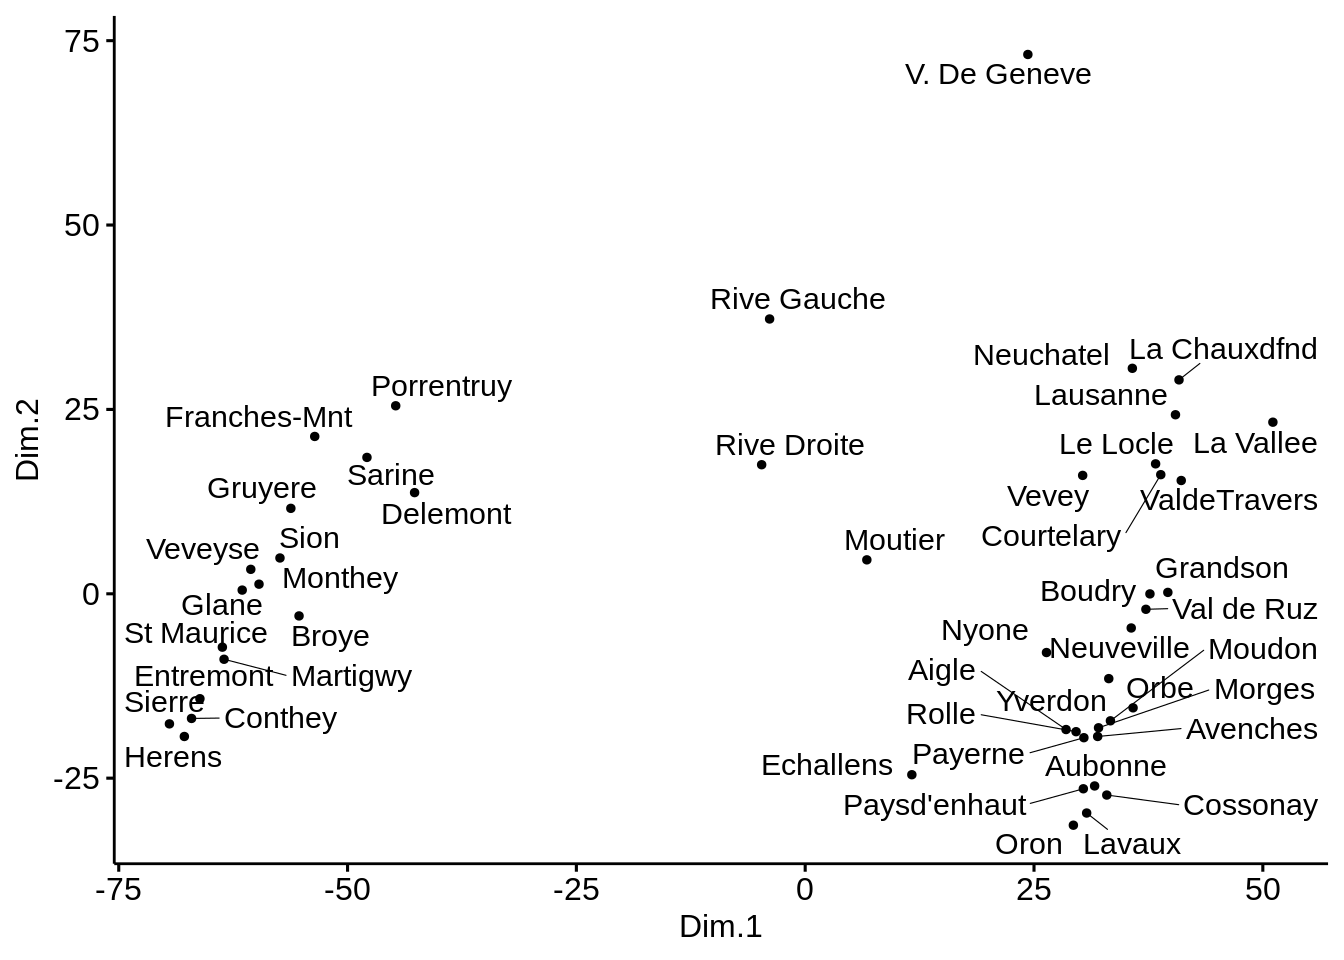 75
V. De Geneve
50
Rive Gauche
Neuchatel
La Chauxdfnd
Porrentruy
Lausanne
25
Franches-Mnt
Rive Droite
Le Locle
La Vallee
Sarine
Gruyere
Vevey
ValdeTravers
Delemont
Sion
Courtelary
Moutier
Veveyse
Monthey
Grandson
0
Boudry
Glane
Val de Ruz
St Maurice
Broye
Nyone
Neuveville
Moudon
Aigle
Entremont
Martigwy
Orbe
Morges
Sierre
Yverdon
Conthey
Rolle
Avenches
Herens
Payerne
Echallens
Aubonne
-25
Paysd'enhaut
Cossonay
Oron
Lavaux
-75
-50
-25
0
25
50
Dim.1
Dim.2